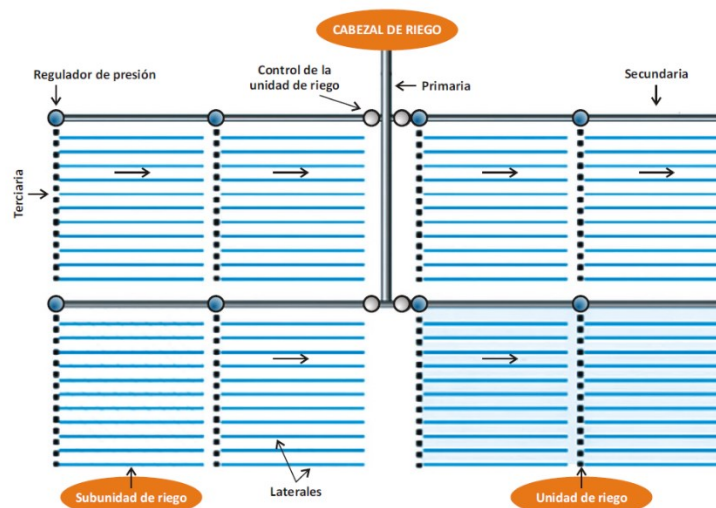 CABEZAL DE RIEGO
Regulador de presión
Control de la
unidad de riego
Primaria
Secundaria
Terciaria
Subunidad de riego
Laterales
Unidad de riego